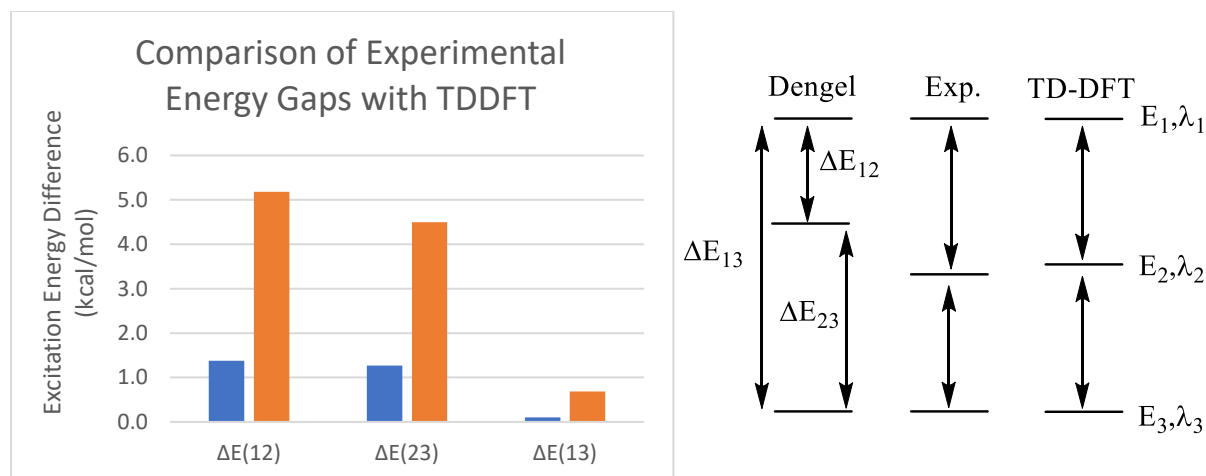 Comparison of Experimental
Energy Gaps with TDDFT
Excitation Energy Difference
(kcal/mol)
6.0
5.0
4.0
3.0
2.0
1.0
0.0
ΔE(12)
ΔE(23)
ΔE(13)
Dengel
Exp.
TD-DFT
E₁,λ₁
ΔE₁₂
ΔE₁₃
E₂,λ₂
ΔE₂₃
E₃,λ₃